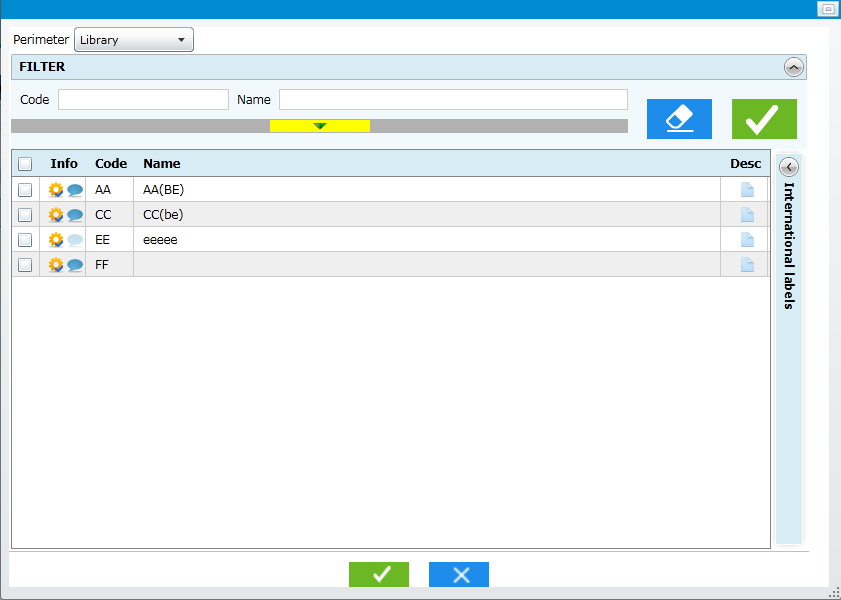 Perimeter Library
FILTER
Code Name
Info Code Name Desc
AA AA(BE)
CC CC(be)
EE eeeee
FF
International labels